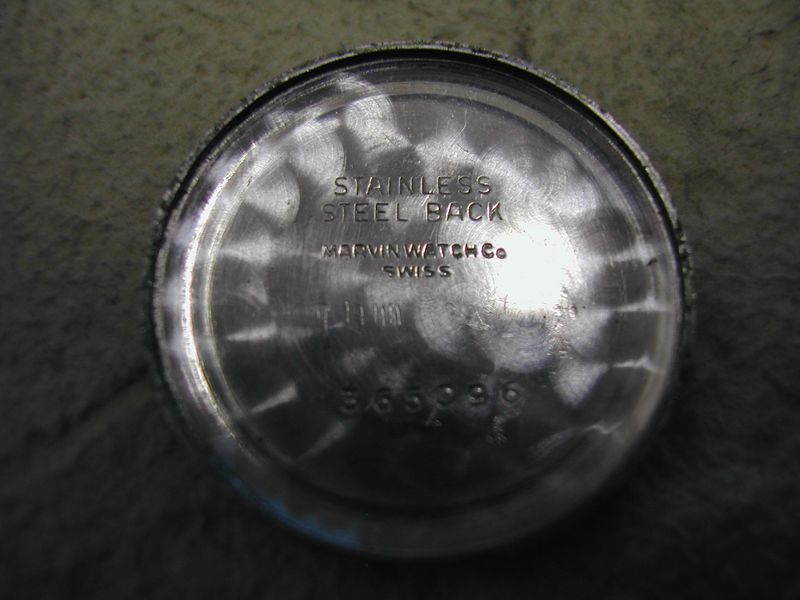 STAINLESS
STEEL BACK
MARVIN WATCH Co
SWISS
365096